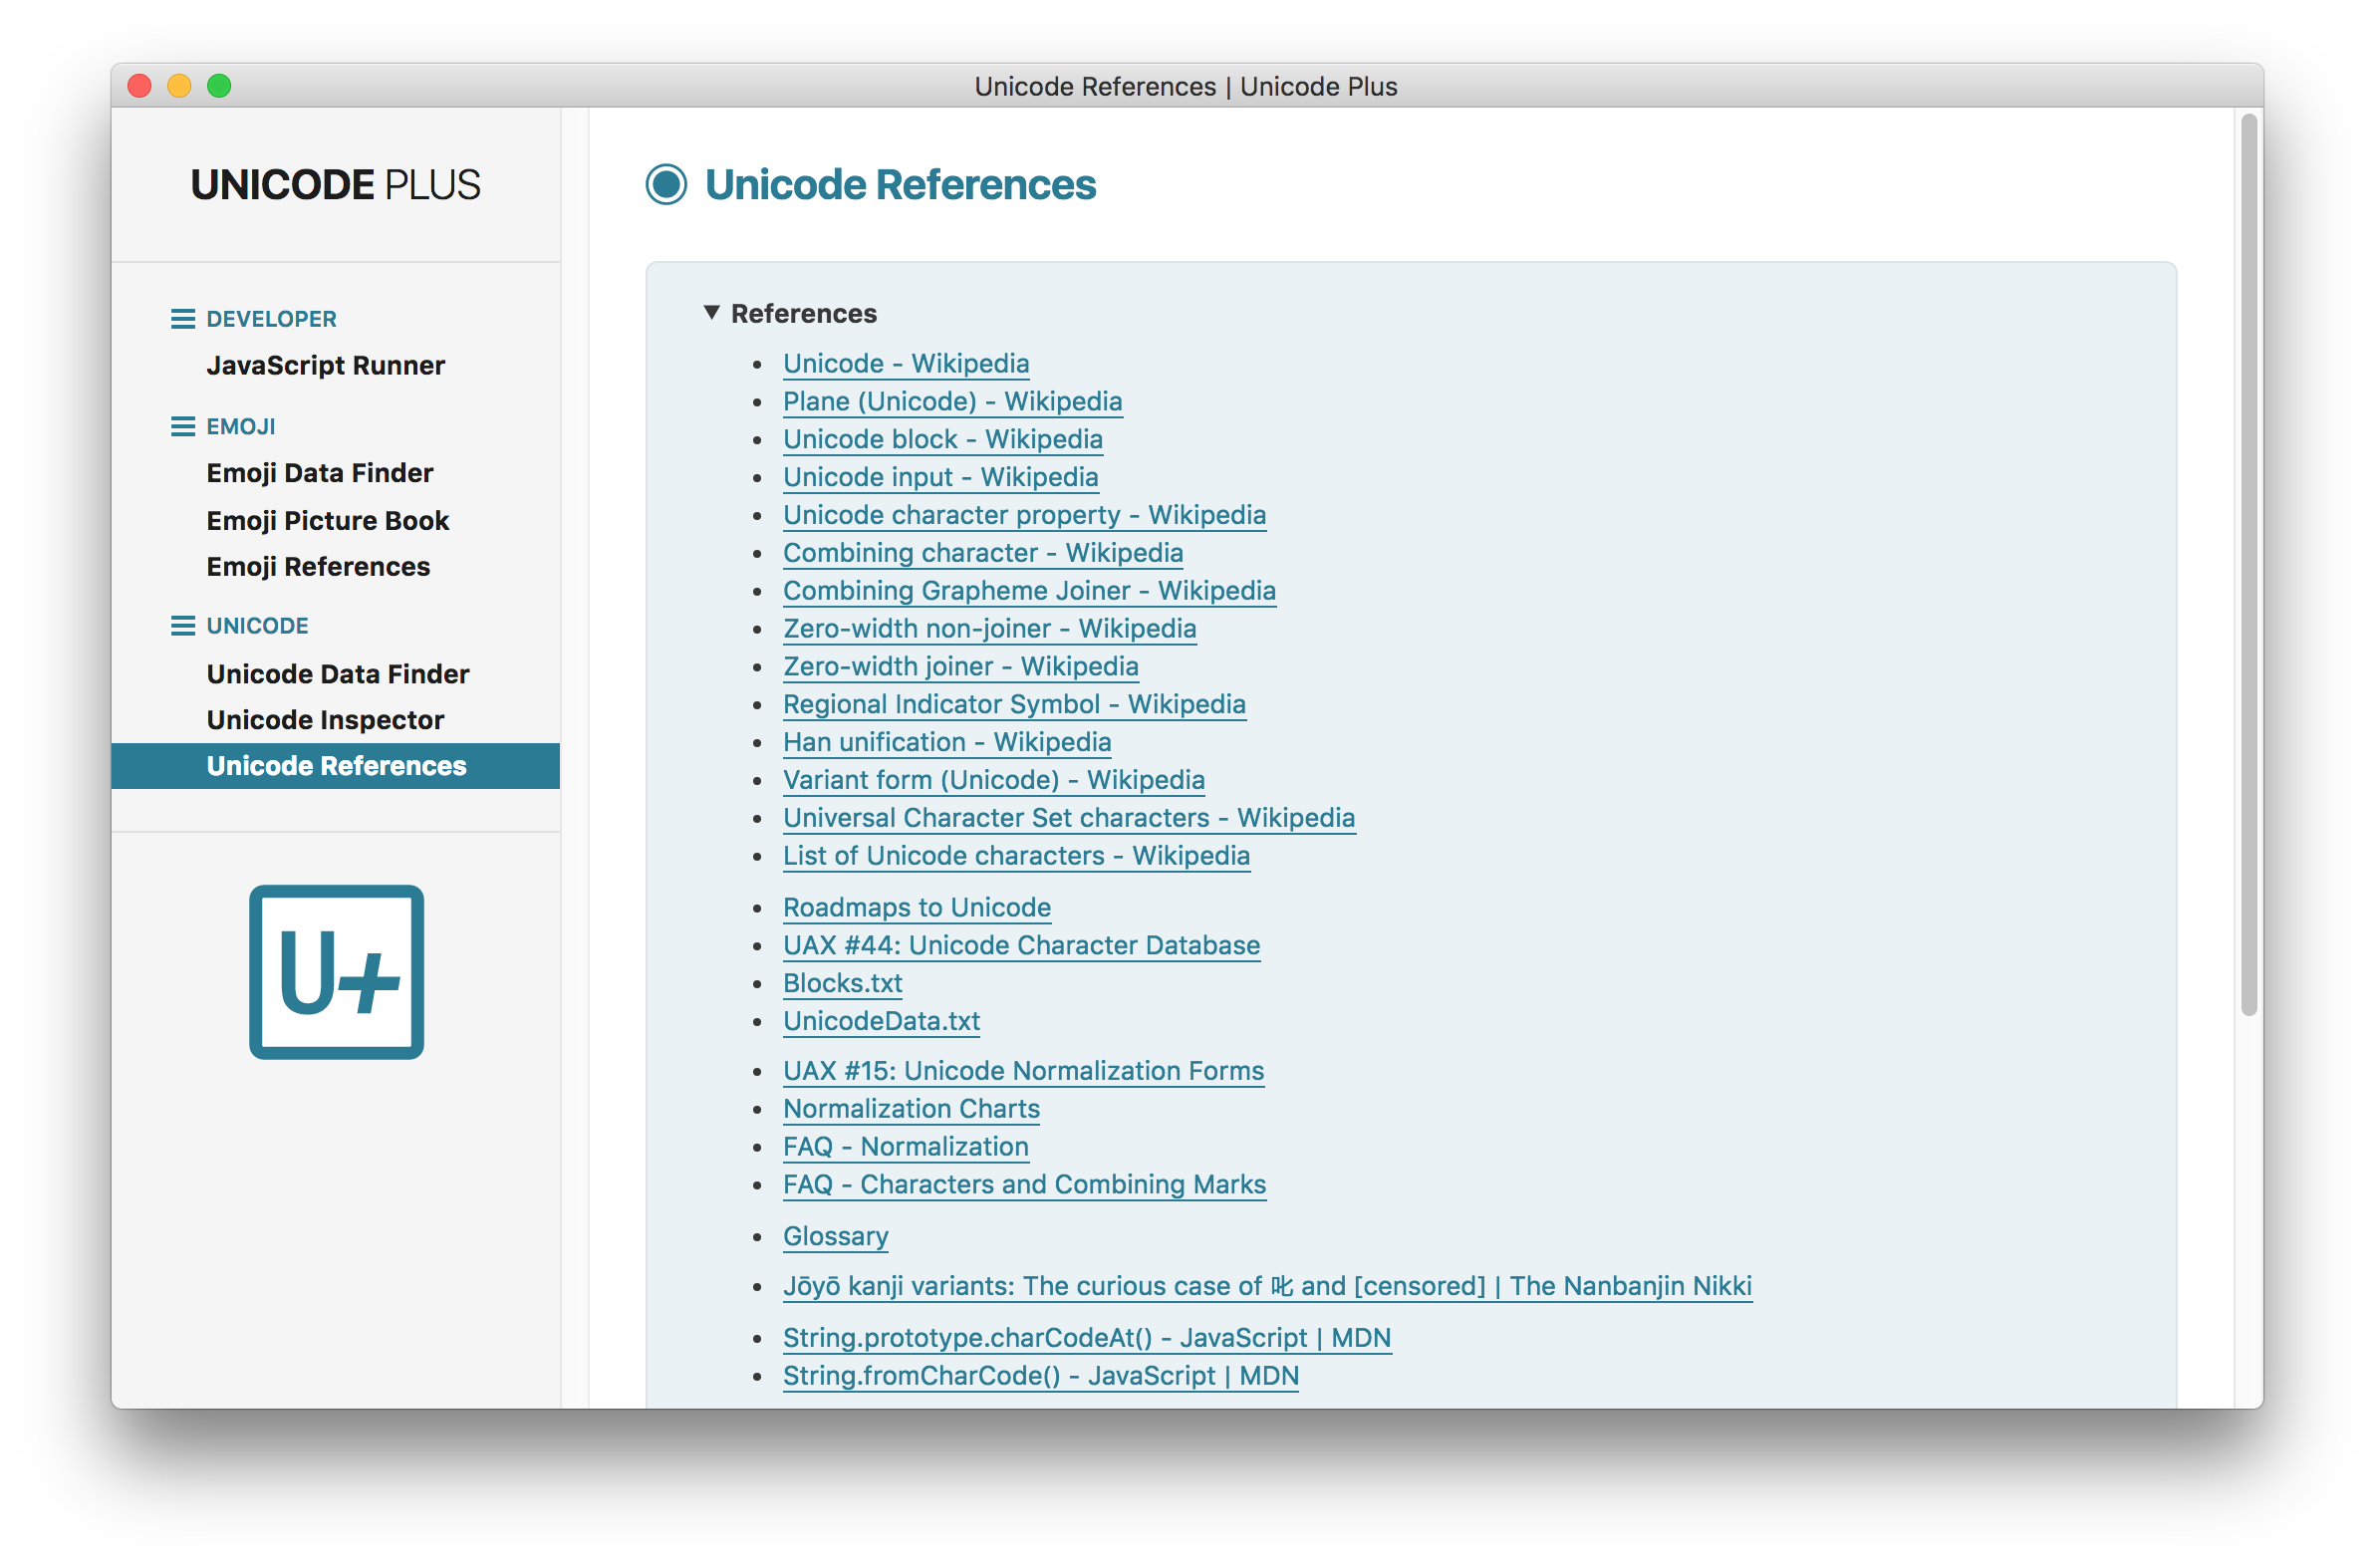 Unicode References | Unicode Plus
UNICODE PLUS
DEVELOPER
JavaScript Runner
EMOJI
Emoji Data Finder
Emoji Picture Book
Emoji References
UNICODE
Unicode Data Finder
Unicode Inspector
Unicode References
U+
Unicode References
References
Unicode - Wikipedia
Plane (Unicode) - Wikipedia
Unicode block - Wikipedia
Unicode input - Wikipedia
Unicode character property - Wikipedia
Combining character - Wikipedia
Combining Grapheme Joiner - Wikipedia
Zero-width non-joiner - Wikipedia
Zero-width joiner - Wikipedia
Regional Indicator Symbol - Wikipedia
Han unification - Wikipedia
Variant form (Unicode) - Wikipedia
Universal Character Set characters - Wikipedia
List of Unicode characters - Wikipedia
Roadmaps to Unicode
UAX #44: Unicode Character Database
Blocks.txt
UnicodeData.txt
UAX #15: Unicode Normalization Forms
Normalization Charts
FAQ - Normalization
FAQ - Characters and Combining Marks
Glossary
Jōyō kanji variants: The curious case of 叱 and [censored] | The Nanbanjin Nikki
String.prototype.charCodeAt() - JavaScript | MDN
String.fromCharCode() - JavaScript | MDN